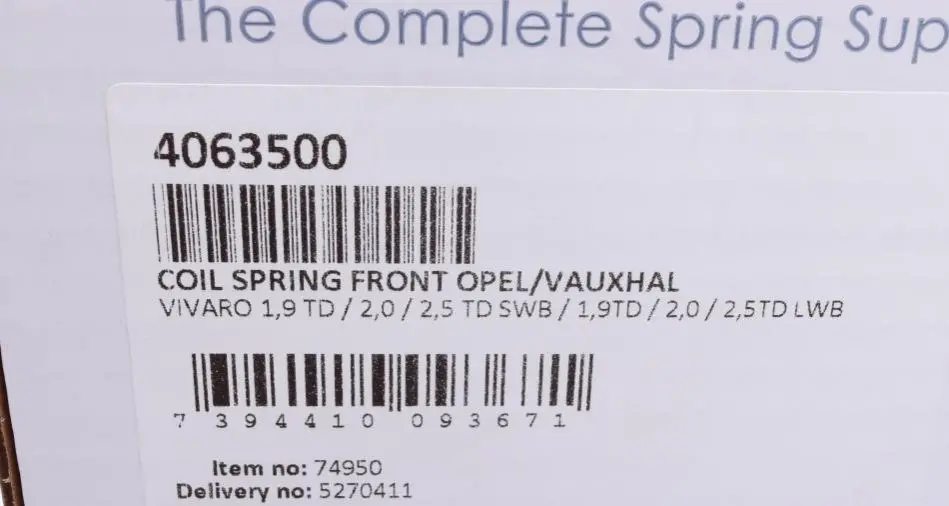 The Complete Spring Sup
4063500
COIL SPRING FRONT OPEL/VAUXHAL
VIVARO 1,9 TD / 2,0 / 2,5 TD SWB / 1,9TD / 2,0 / 2,5TD LWB
7 394410 093671
Item no: 74950
Delivery no: 5270411